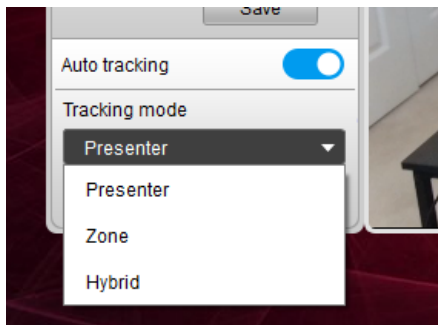 Save
Auto tracking
Tracking mode
Presenter
Presenter
Zone
Hybrid